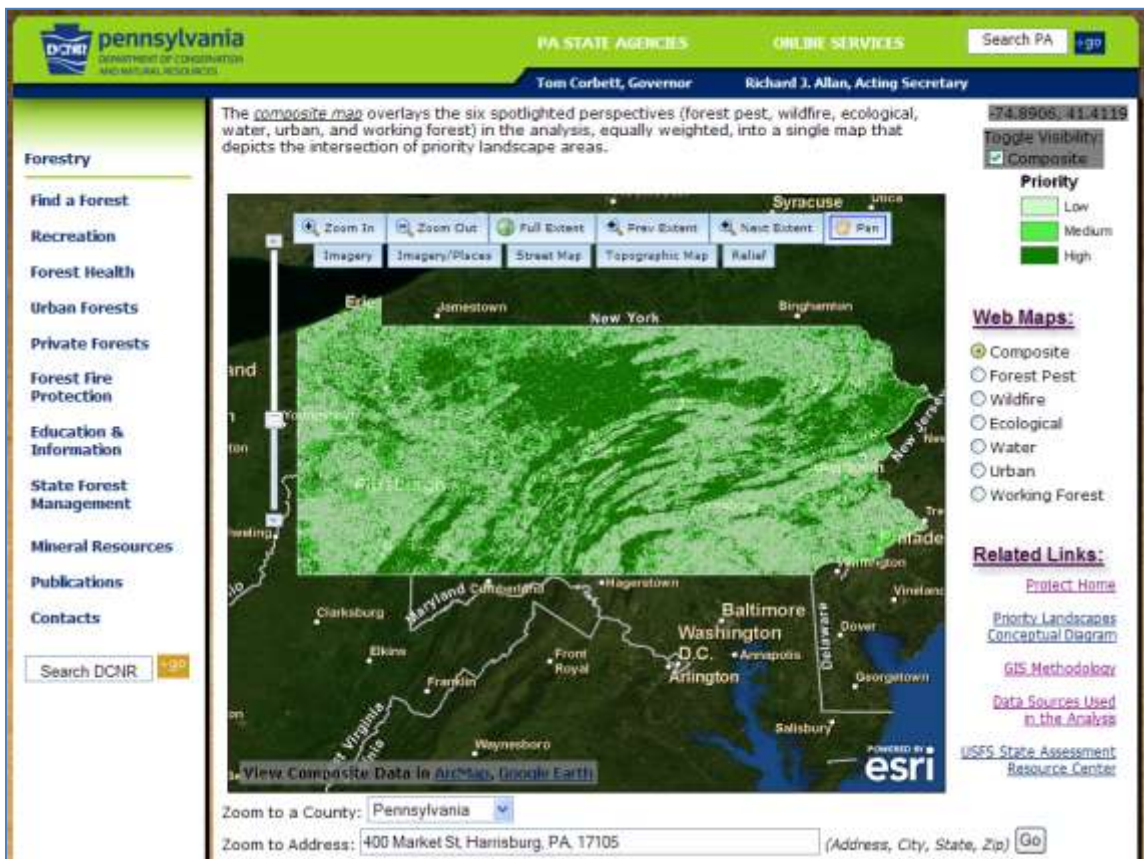 DCNR
pennsylvania
DEPARTMENT OF CONSERVATION
AND NATURAL RESOURCES
PA STATE AGENCIES
ONLINE SERVICES
Search PA
+go
Tom Corbett, Governor
Richard J. Allan, Acting Secretary
Forestry
Find a Forest
Recreation
Forest Health
Urban Forests
Private Forests
Forest Fire
Protection
Education &
Information
State Forest
Management
Mineral Resources
Publications
Contacts
Search DCNR
+go
The composite map overlays the six spotlighted perspectives (forest pest, wildfire, ecological,
water, urban, and working forest) in the analysis, equally weighted, into a single map that
depicts the intersection of priority landscape areas.
Syracuse
Utica
Zoom In
Zoom Out
Full Extent
Prev Extent
Next Extent
Pan
Imagery
Imagery/Places
Street Map
Topographic Map
Relief
Erie
Jamestown
New York
Binghamton
Youngstown
New Jersey
Pittsburgh
Wheeling
Wilmington
Maryland
Cumberland
Hagerstown
Vineland
Clarksburg
Baltimore
Washington
D.C.
Dover
Delaware
Elkins
Front
Royal
Annapolis
Arlington
Franklin
Georgetown
Salisbury
Waynesboro
West Virginia
POWERED BY
esri
View Composite Data in ArcMap, Google Earth
Zoom to a County:
Pennsylvania
Zoom to Address:
400 Market St, Harrisburg, PA, 17105
(Address, City, State, Zip)
Go
-74.8906, 41.4119
Toggle Visibility:
Composite
Priority
Low
Medium
High
Web Maps:
Composite
Forest Pest
Wildfire
Ecological
Water
Urban
Working Forest
Related Links:
Project Home
Priority Landscapes
Conceptual Diagram
GIS Methodology
Data Sources Used
in the Analysis
USFS State Assessment
Resource Center